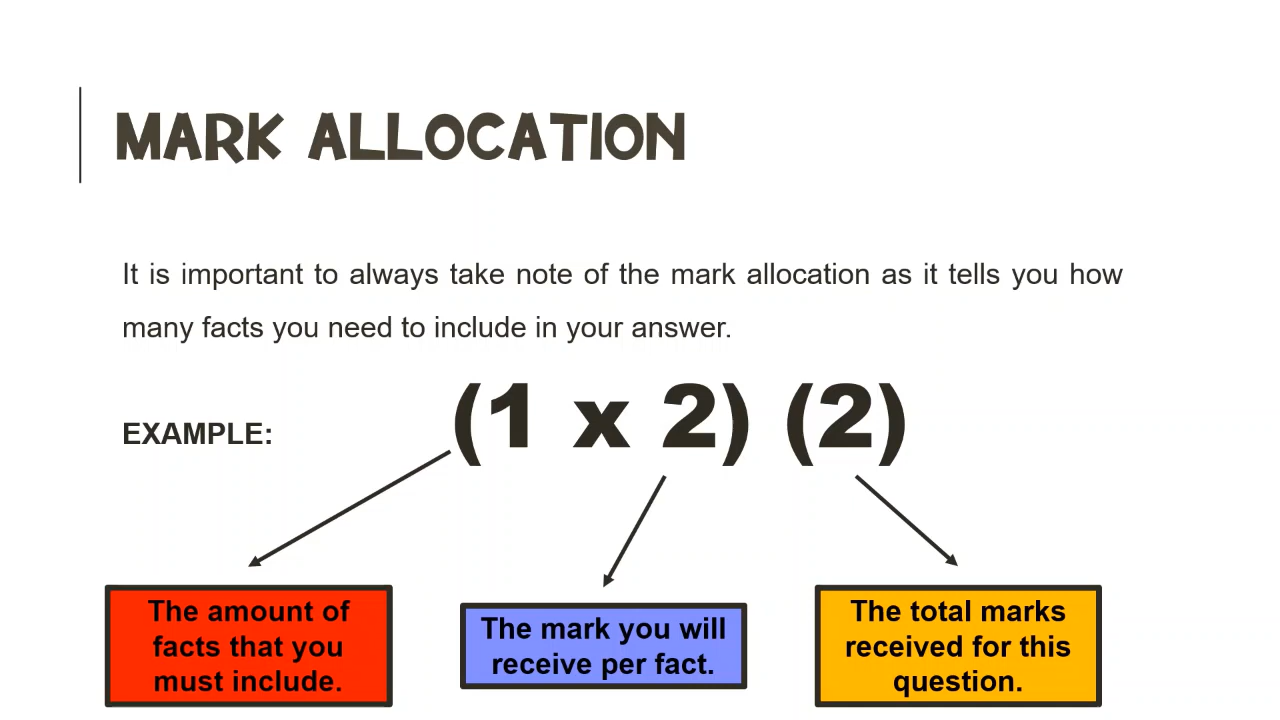 MARK ALLOCATION
It is important to always take note of the mark allocation as it tells you how
many facts you need to include in your answer.
EXAMPLE:
(1 x 2) (2)
The amount of
facts that you
must include.
The mark you will
receive per fact.
The total marks
received for this
question.